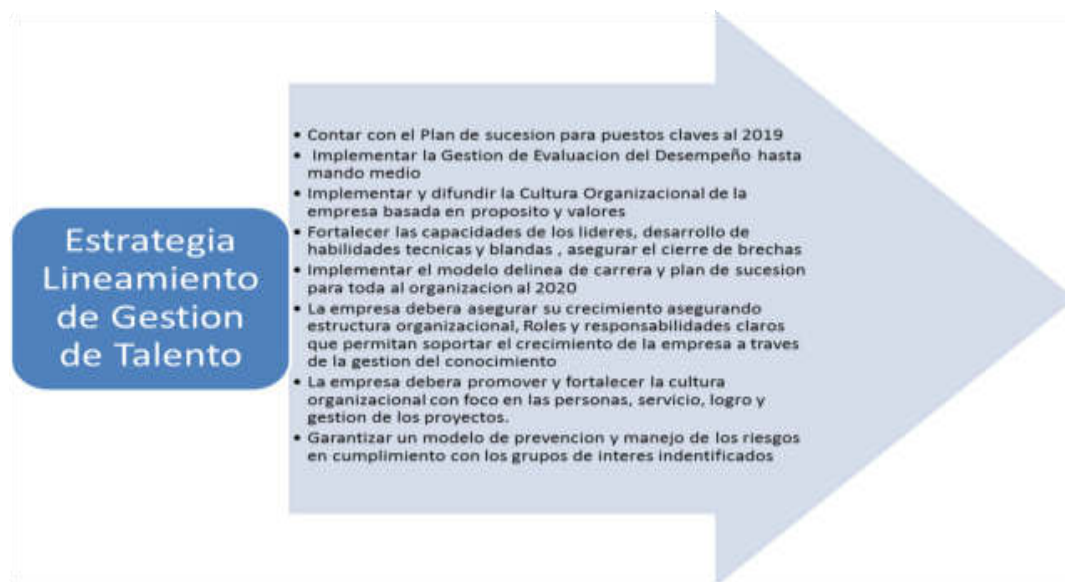 Estrategia
Lineamiento
de Gestion
de Talento
• Contar con el Plan de sucesion para puestos claves al 2019
• Implementar la Gestion de Evaluacion del Desempeño hasta
mando medio
• Implementar y difundir la Cultura Organizacional de la
empresa basada en proposito y valores
• Fortalecer las capacidades de los lideres, desarrollo de
habilidades tecnicas y blandas , asegurar el cierre de brechas
• Implementar el modelo delinea de carrera y plan de sucesion
para toda al organizacion al 2020
• La empresa debera asegurar su crecimiento asegurando
estructura organizacional, Roles y responsabilidades claros
que permitan soportar el crecimiento de la empresa a traves
de la gestion del conocimiento
• La empresa debera promover y fortalecer la cultura
organizacional con foco en las personas, servicio, logro y
gestion de los proyectos.
• Garantizar un modelo de prevencion y manejo de los riesgos
en cumplimiento con los grupos de interes indentificados